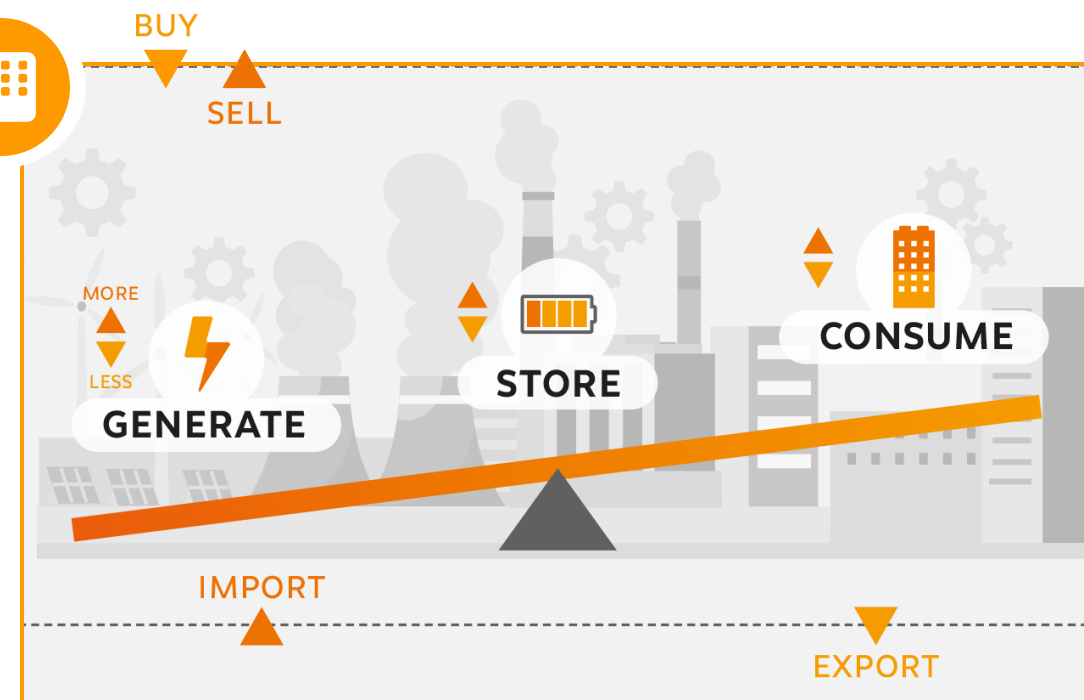 BUY
SELL
MORE
LESS
GENERATE
STORE
CONSUME
IMPORT
EXPORT